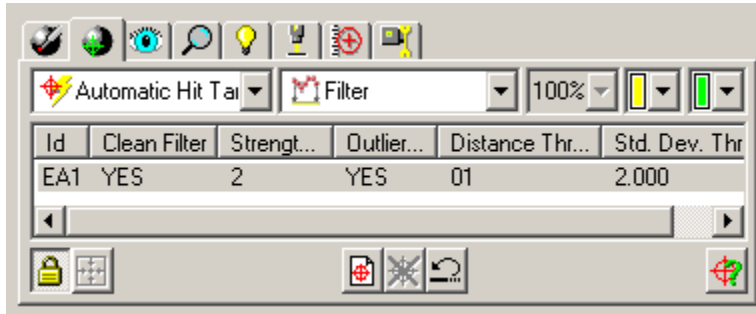 Automatic Hit Tar Filter 100%
Id Clean Filter Strengt... Outlier... Distance Thr... Std. Dev. Thr
EA1 YES 2 YES 01 2.000